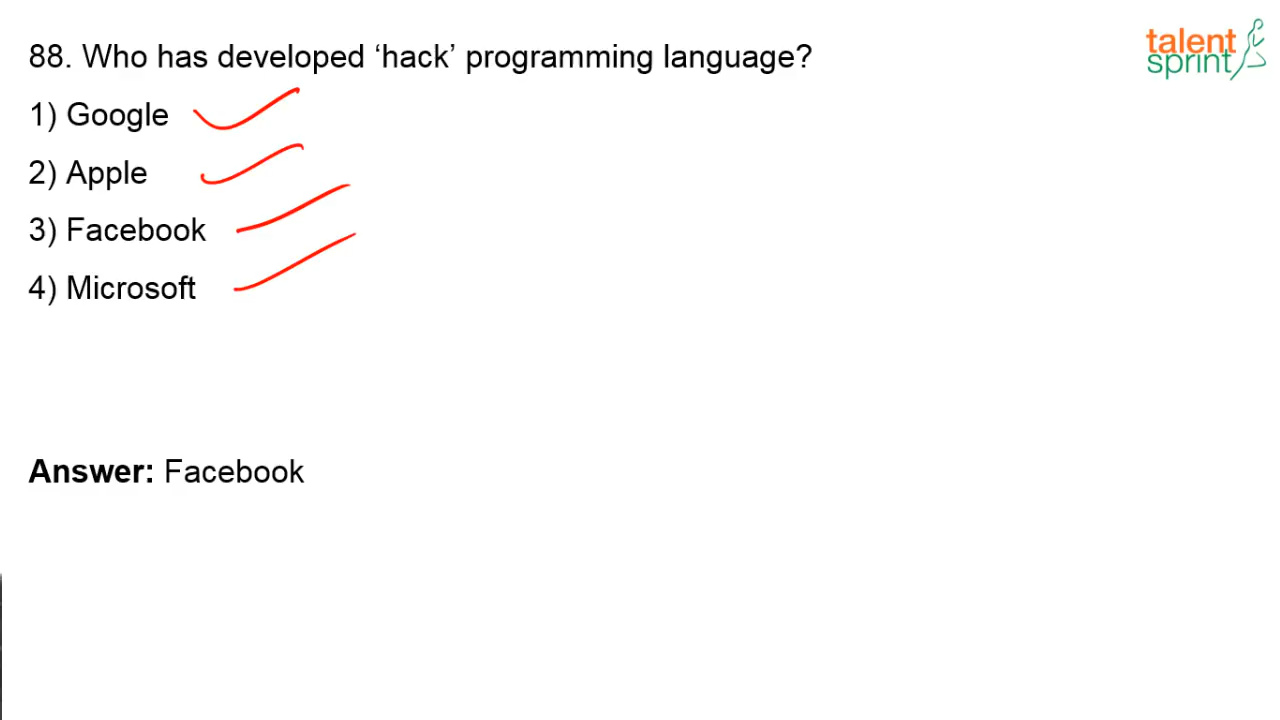 88. Who has developed ‘hack’ programming language?
talent
sprint
1) Google
2) Apple
3) Facebook
4) Microsoft
Answer: Facebook